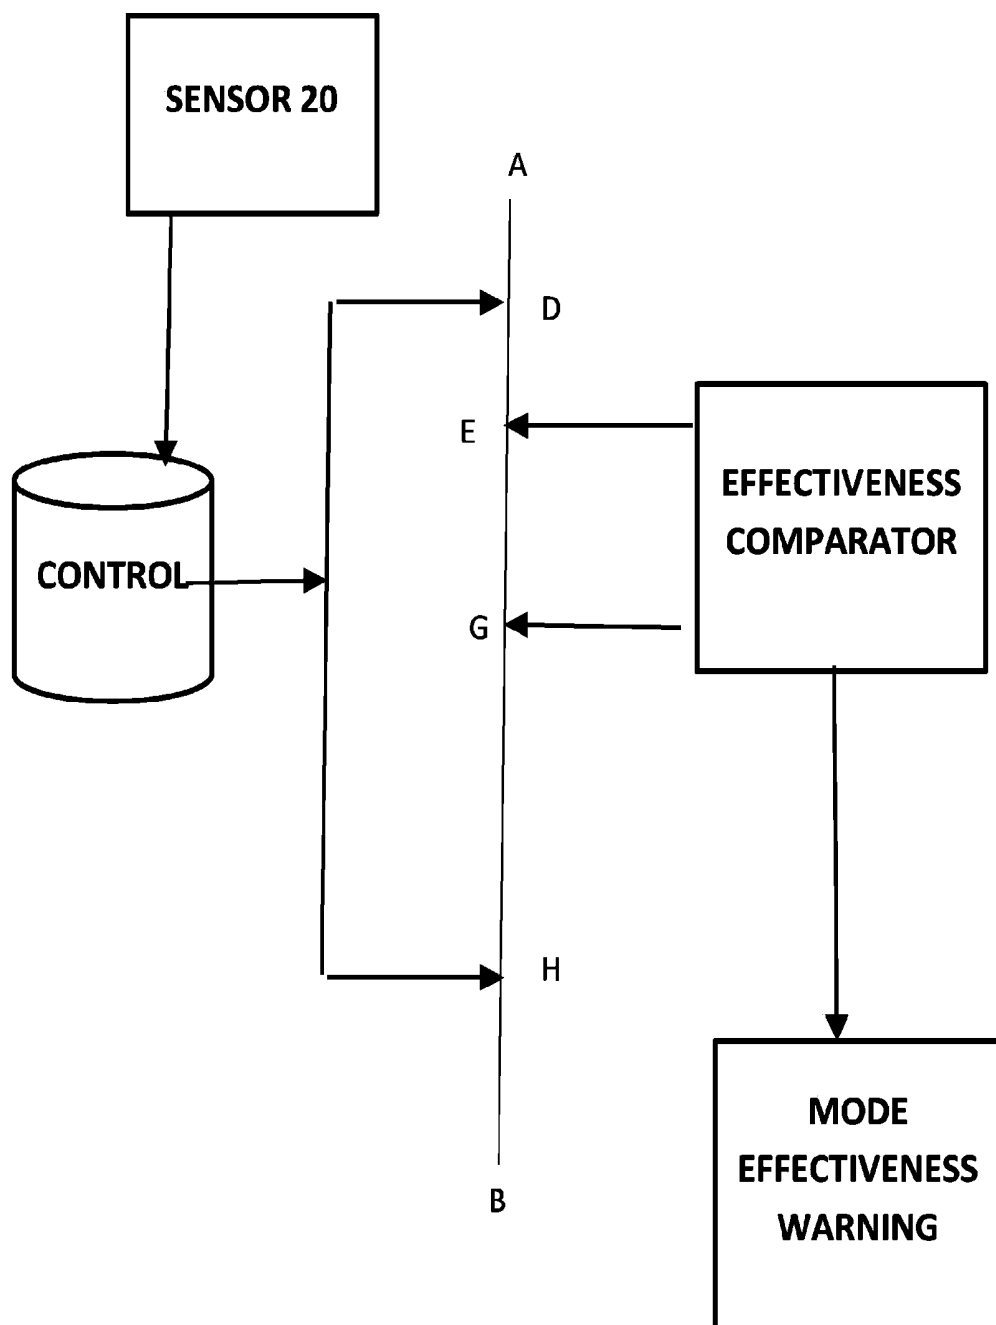 SENSOR 20
A
D
E
EFFECTIVENESS
COMPARATOR
CONTROL
G
H
MODE
EFFECTIVENESS
WARNING
B